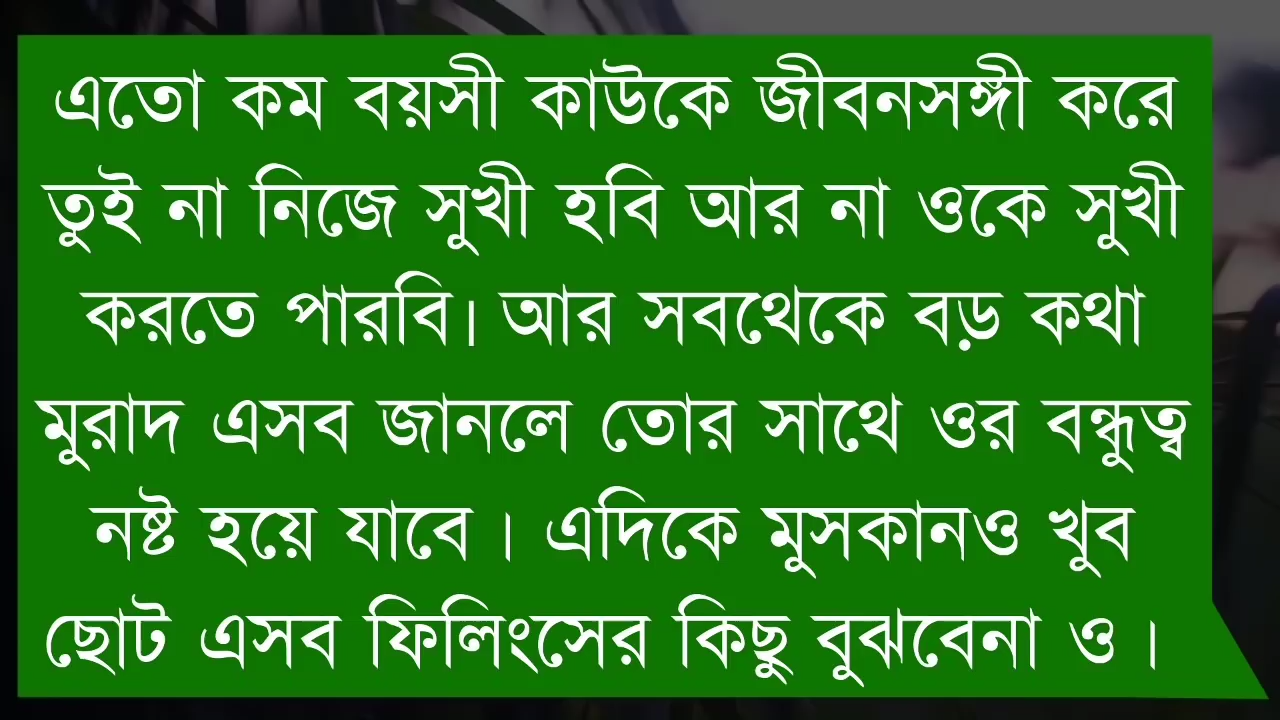 এতো কম বয়সী কাউকে জীবনসঙ্গী করে
তুই না নিজে সুখী হবি আর না ওকে সুখী
করতে পারবি। আর সবথেকে বড় কথা
মুরাদ এসব জানলে তোর সাথে ওর বন্ধুত্ব
নষ্ট হয়ে যাবে । এদিকে মুসকানও খুব
ছোট এসব ফিলিংসের কিছু বুঝবেনা ও ।